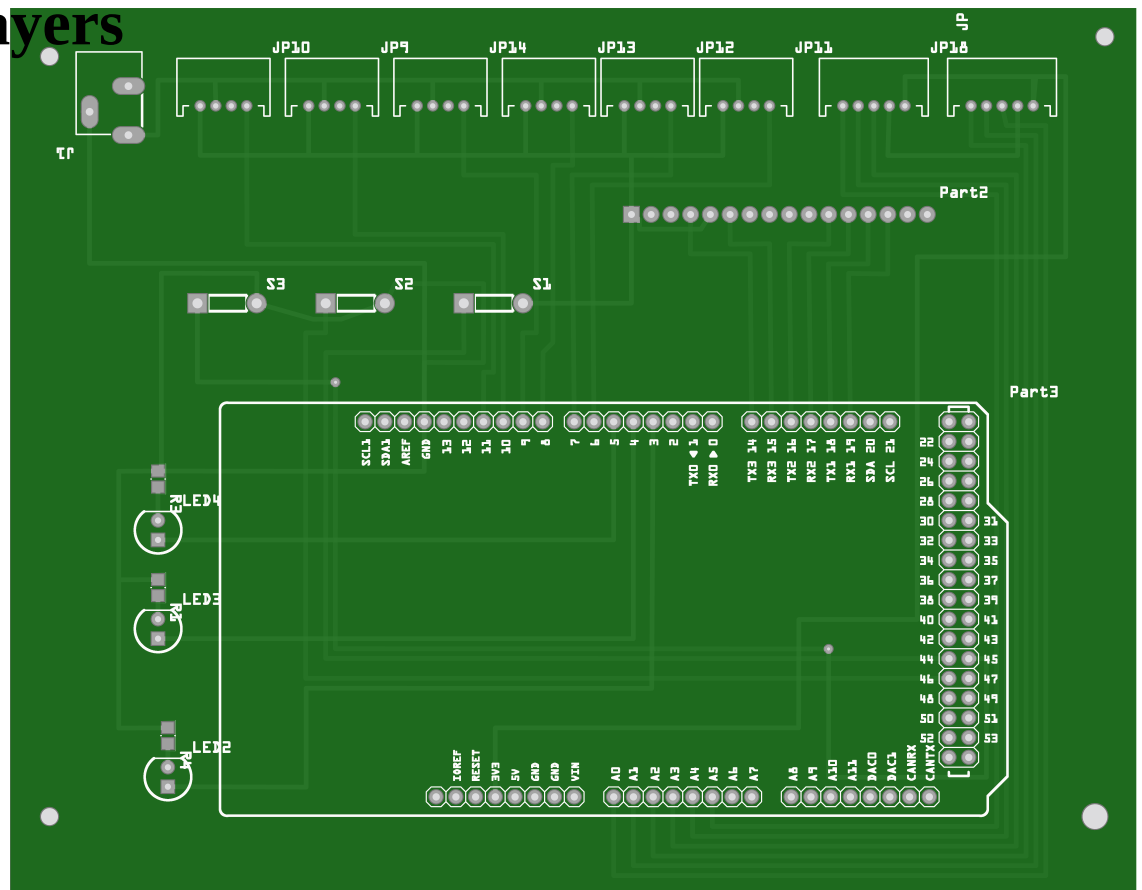 ayers
JP
JP10 JP9 JP14 JP13 JP12 JP11 JP18
J1
Part2
S3 S2 S1
Part3
SCL1 SDA1 AREF GND 13 12 11 10 9 8 7 6 5 4 3 2 TX0 ◀ 1 RX0 ▶ 0 TX3 14 RX3 15 TX2 16 RX2 17 TX1 18 RX1 19 SDA 20 SCL 21
22
24
26
28
30 31
32 33
34 35
36 37
38 39
40 41
42 43
44 45
46 47
48 49
50 51
52 53
R3 LED4
LED3
LED2
IOREF RESET 3V3 5V GND GND VIN A0 A1 A2 A3 A4 A5 A6 A7 A8 A9 A10 A11 DAC0 DAC1 CANRX CANTX